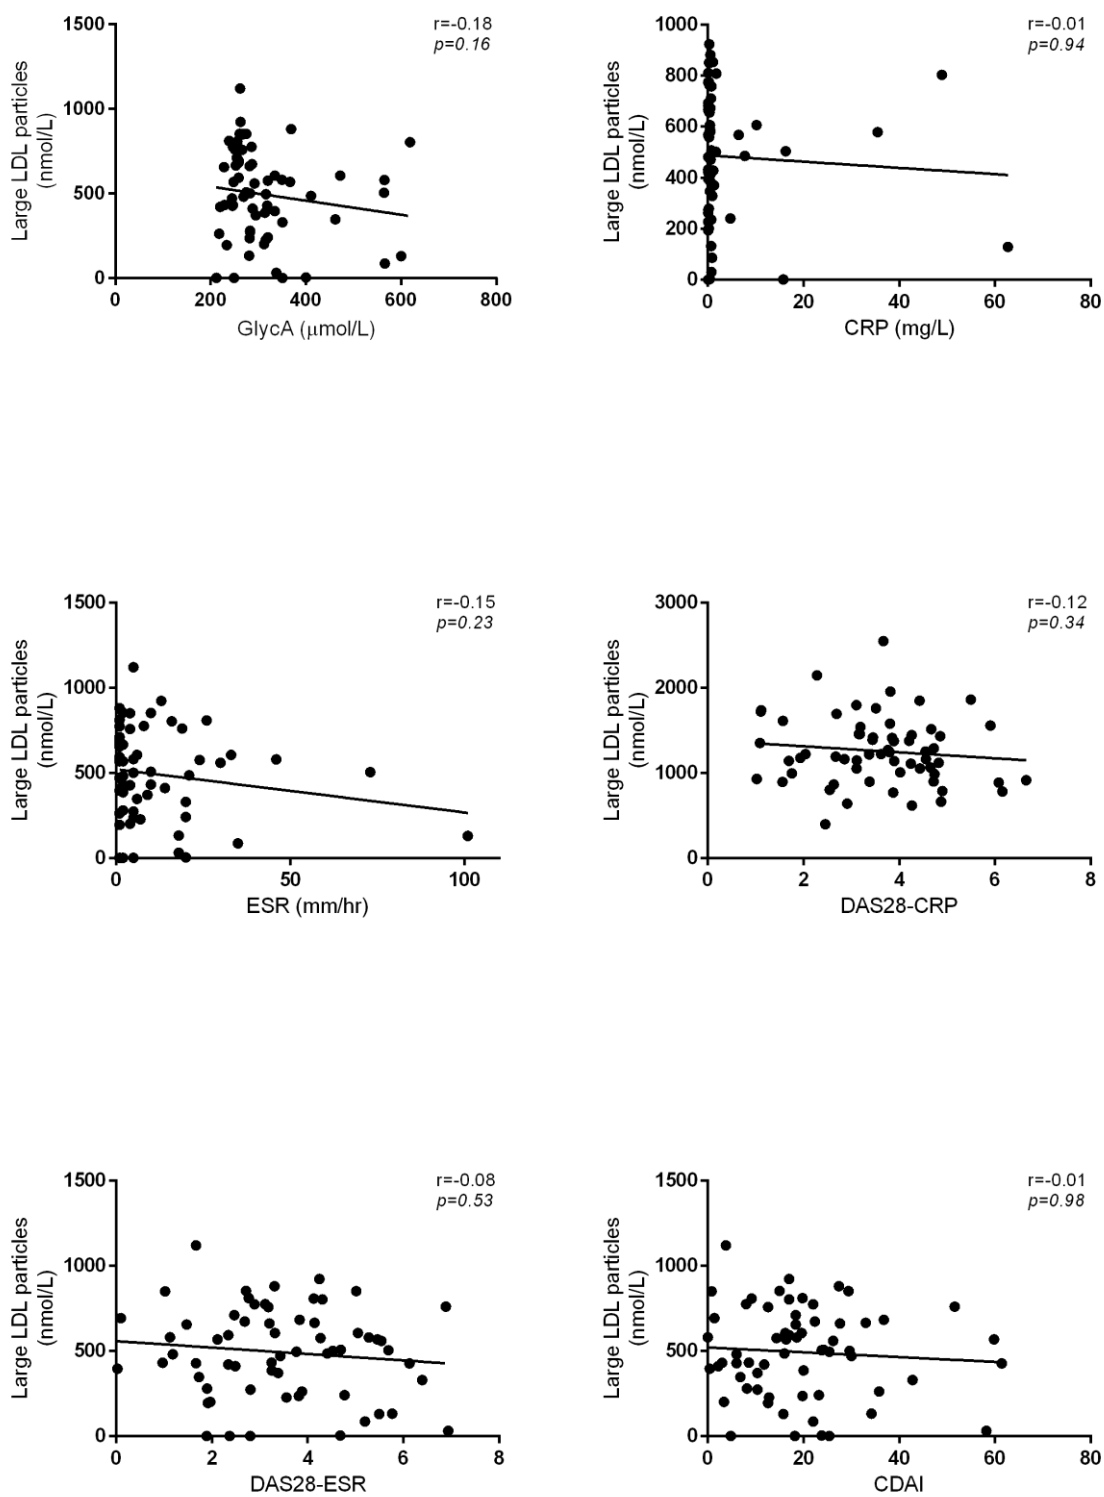 Large LDL particles
(nmol/L)
1500
1000
500
0
0
200
400
600
800
GlycA (μmol/L)
r=-0.18
p=0.16
Large LDL particles
(nmol/L)
1000
800
600
400
200
0
0
20
40
60
80
CRP (mg/L)
r=-0.01
p=0.94
Large LDL particles
(nmol/L)
1500
1000
500
0
0
50
100
ESR (mm/hr)
r=-0.15
p=0.23
Large LDL particles
(nmol/L)
3000
2000
1000
0
0
2
4
6
8
DAS28-CRP
r=-0.12
p=0.34
Large LDL particles
(nmol/L)
1500
1000
500
0
0
2
4
6
8
DAS28-ESR
r=-0.08
p=0.53
Large LDL particles
(nmol/L)
1500
1000
500
0
0
20
40
60
80
CDAI
r=-0.01
p=0.98